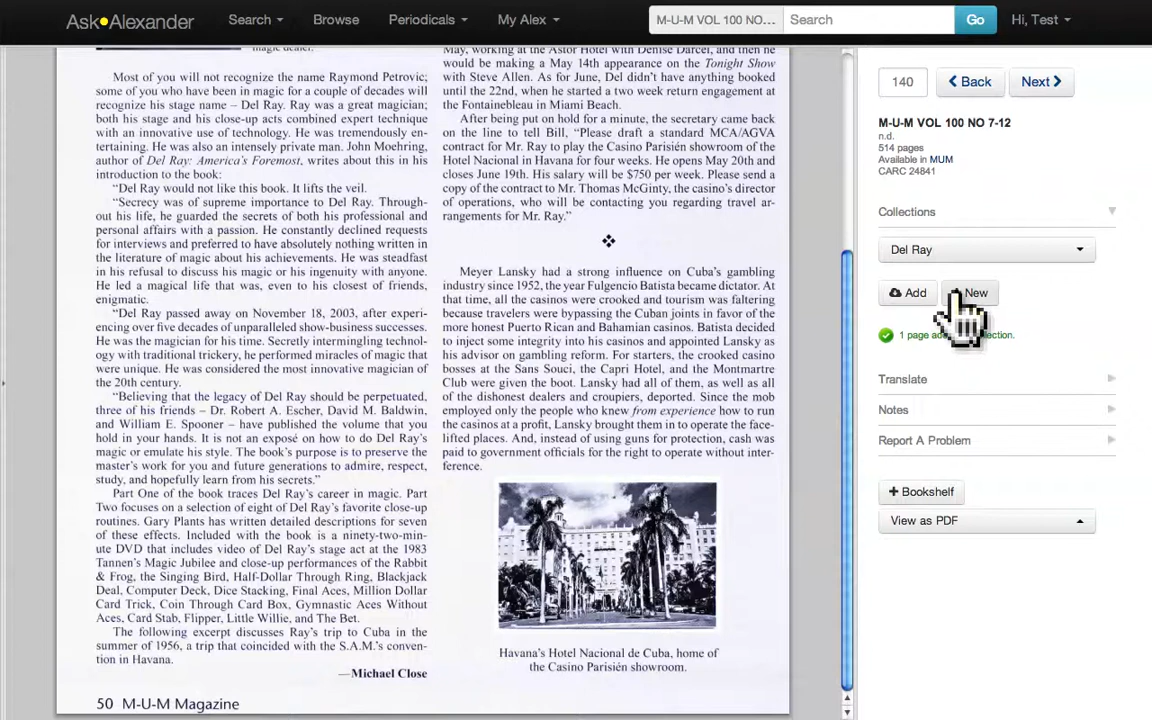 Ask•Alexander
Search
Browse
Periodicals
My Alex
M-U-M VOL 100 NO...
Search
Go
Hi, Test
magic dealer.
Most of you will not recognize the name Raymond Petrovic;
some of you who have been in magic for a couple of decades will
recognize his stage name – Del Ray. Ray was a great magician;
both his stage and his close-up acts combined expert technique
with an innovative use of technology. He was tremendously en-
tertaining. He was also an intensely private man. John Moehring,
author of Del Ray: America's Foremost, writes about this in his
introduction to the book:
"Del Ray would not like this book. It lifts the veil.
"Secrecy was of supreme importance to Del Ray. Through-
out his life, he guarded the secrets of both his professional and
personal affairs with a passion. He constantly declined requests
for interviews and preferred to have absolutely nothing written in
the literature of magic about his achievements. He was steadfast
in his refusal to discuss his magic or his ingenuity with anyone.
He led a magical life that was, even to his closest of friends,
enigmatic.
"Del Ray passed away on November 18, 2003, after experi-
encing over five decades of unparalleled show-business successes.
He was the magician for his time. Secretly intermingling technol-
ogy with traditional trickery, he performed miracles of magic that
were unique. He was considered the most innovative magician of
the 20th century.
"Believing that the legacy of Del Ray should be perpetuated,
three of his friends – Dr. Robert A. Escher, David M. Baldwin,
and William E. Spooner – have published the volume that you
hold in your hands. It is not an exposé on how to do Del Ray's
magic or emulate his style. The book's purpose is to preserve the
master's work for you and future generations to admire, respect,
study, and hopefully learn from his secrets."
Part One of the book traces Del Ray's career in magic. Part
Two focuses on a selection of eight of Del Ray's favorite close-up
routines. Gary Plants has written detailed descriptions for seven
of these effects. Included with the book is a ninety-two-min-
ute DVD that includes video of Del Ray's stage act at the 1983
Tannen's Magic Jubilee and close-up performances of the Rabbit
& Frog, the Singing Bird, Half-Dollar Through Ring, Blackjack
Deal, Computer Deck, Dice Stacking, Final Aces, Million Dollar
Card Trick, Coin Through Card Box, Gymnastic Aces Without
Aces, Card Stab, Flipper, Little Willie, and The Bet.
The following excerpt discusses Ray's trip to Cuba in the
summer of 1956, a trip that coincided with the S.A.M.'s conven-
tion in Havana.
—Michael Close
50 M-U-M Magazine
May, working at the Astor Hotel with Denise Darcel, and then he
would be making a May 14th appearance on the Tonight Show
with Steve Allen. As for June, Del didn't have anything booked
until the 22nd, when he started a two week return engagement at
the Fontainebleau in Miami Beach.
After being put on hold for a minute, the secretary came back
on the line to tell Bill, "Please draft a standard MCA/AGVA
contract for Mr. Ray to play the Casino Parisién showroom of the
Hotel Nacional in Havana for four weeks. He opens May 20th and
closes June 19th. His salary will be $750 per week. Please send a
copy of the contract to Mr. Thomas McGinty, the casino's director
of operations, who will be contacting you regarding travel ar-
rangements for Mr. Ray."
Meyer Lansky had a strong influence on Cuba's gambling
industry since 1952, the year Fulgencio Batista became dictator. At
that time, all the casinos were crooked and tourism was faltering
because travelers were bypassing the Cuban joints in favor of the
more honest Puerto Rican and Bahamian casinos. Batista decided
to inject some integrity into his casinos and appointed Lansky as
his advisor on gambling reform. For starters, the crooked casino
bosses at the Sans Souci, the Capri Hotel, and the Montmartre
Club were given the boot. Lansky had all of them, as well as all
of the dishonest dealers and croupiers, deported. Since the mob
employed only the people who knew from experience how to run
the casinos at a profit, Lansky brought them in to operate the face-
lifted places. And, instead of using guns for protection, cash was
paid to government officials for the right to operate without inter-
ference.
Havana's Hotel Nacional de Cuba, home of
the Casino Parisién showroom.
140
Back
Next
M-U-M VOL 100 NO 7-12
n.d.
514 pages
Available in MUM
CARC 24841
Collections
Del Ray
Add
New
1 page
Translate
Notes
Report A Problem
+ Bookshelf
View as PDF